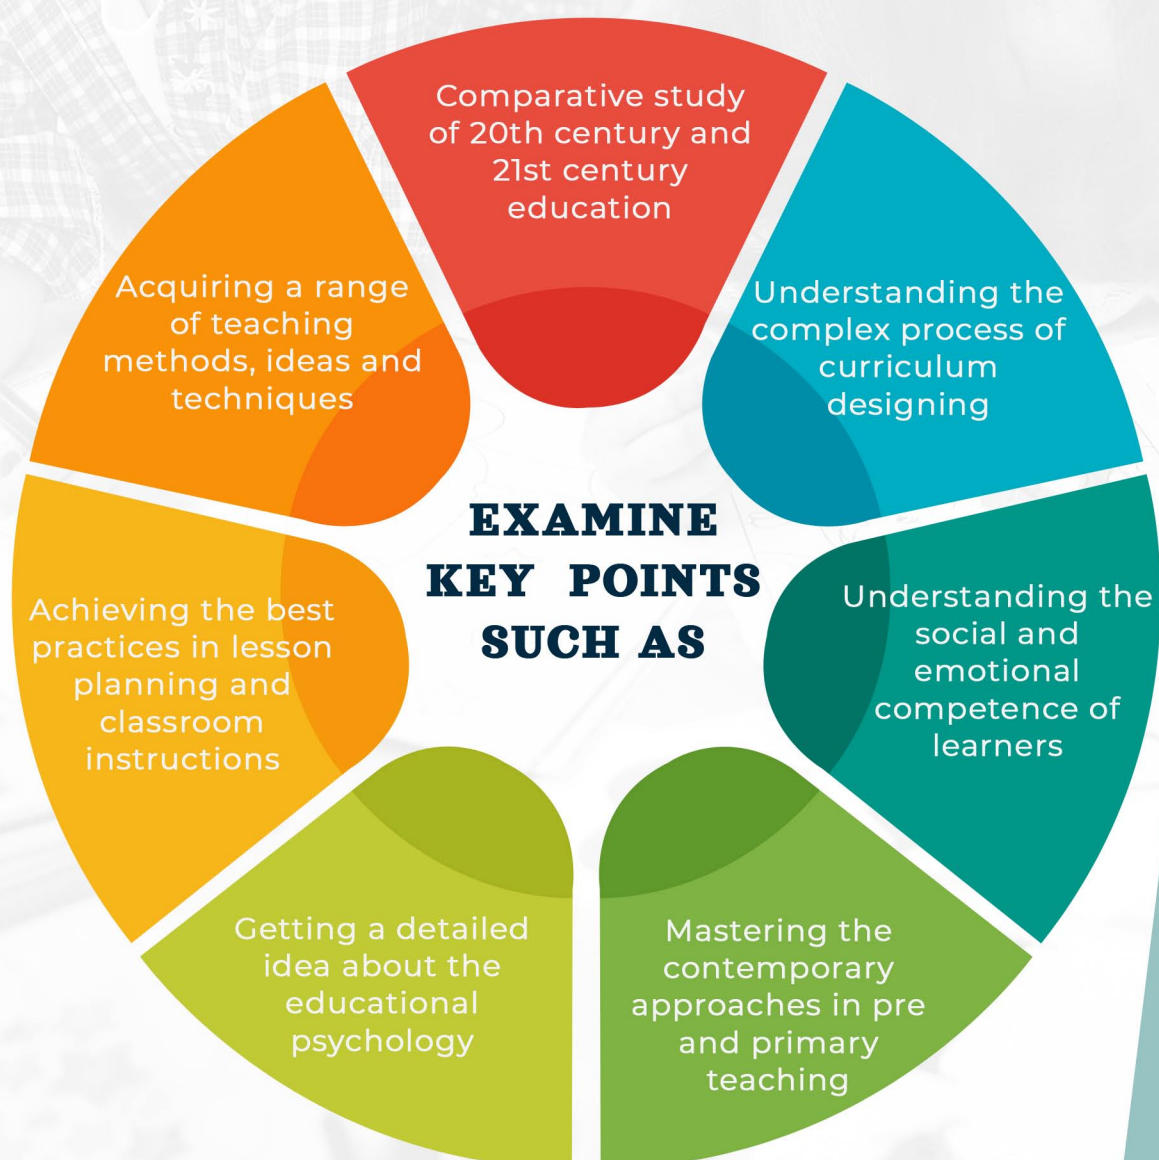 Comparative study
of 20th century and
21st century
education
Understanding the
complex process of
curriculum
designing
Understanding the
social and
emotional
competence of
learners
Mastering the
contemporary
approaches in pre
and primary
teaching
Getting a detailed
idea about the
educational
psychology
Achieving the best
practices in lesson
planning and
classroom
instructions
Acquiring a range
of teaching
methods, ideas and
techniques
EXAMINE
KEY POINTS
SUCH AS